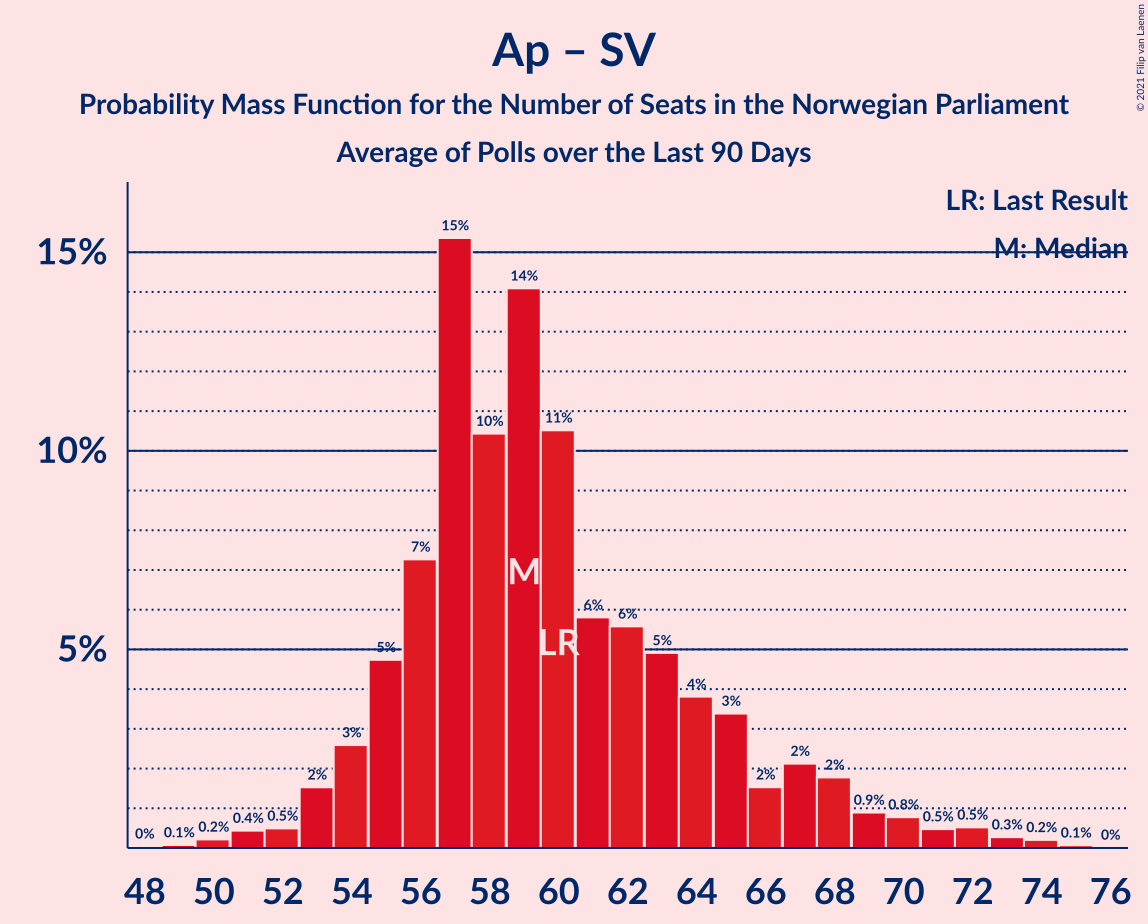 Ap – SV
Probability Mass Function for the Number of Seats in the Norwegian Parliament
Average of Polls over the Last 90 Days
© 2021 Filip van Laenen
LR: Last Result
M: Median
15%
10%
5%
0% 0.1% 0.2% 0.4% 0.5% 2% 3% 5% 7% 15% 10% 14% 11% 6% 6% 5% 4% 3% 2% 2% 2% 0.9% 0.8% 0.5% 0.5% 0.3% 0.2% 0.1% 0%
M
LR
48 50 52 54 56 58 60 62 64 66 68 70 72 74 76